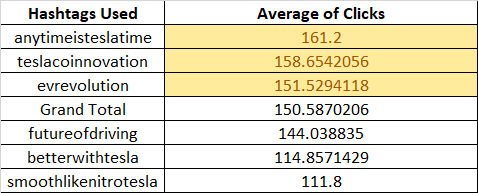 Hashtags Used Average of Clicks
anytimeisteslatime 161.2
teslacoinnovation 158.6542056
evrevolution 151.5294118
Grand Total 150.5870206
futureofdriving 144.038835
betterwithtesla 114.8571429
smoothlikenitrotesla 111.8